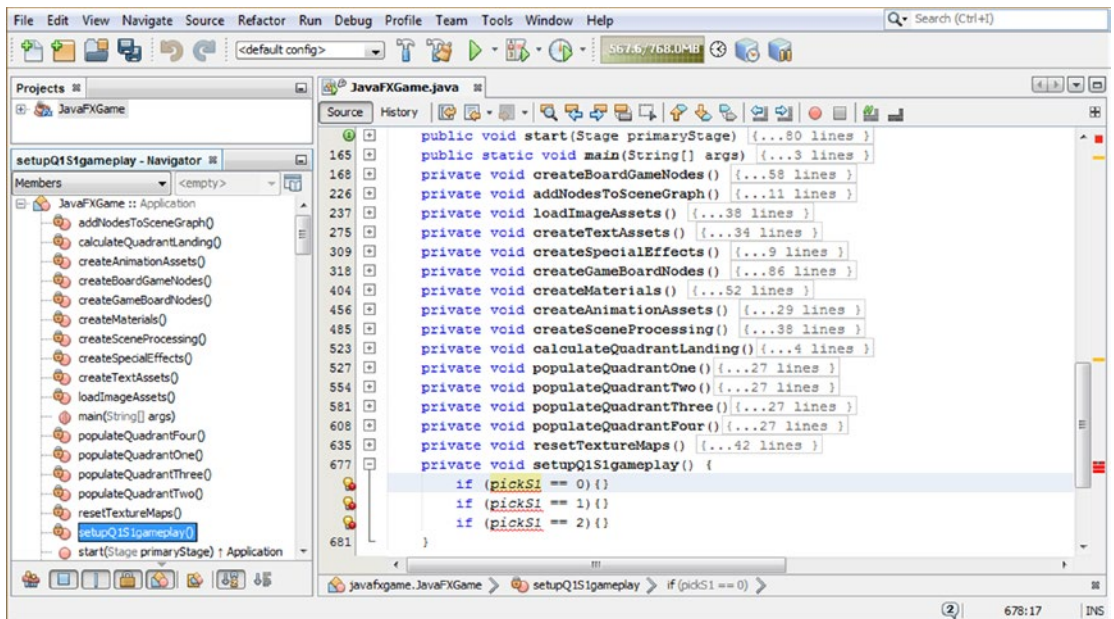 File Edit View Navigate Source Refactor Run Debug Profile Team Tools Window Help
Search (Ctrl+I)
<default config>
567.6/768.0MB
Projects
JavaFXGame
setupQ1S1gameplay - Navigator
Members
<empty>
JavaFXGame :: Application
addNodesToSceneGraph()
calculateQuadrantLanding()
createAnimationAssets()
createBoardGameNodes()
createGameBoardNodes()
createMaterials()
createSceneProcessing()
createSpecialEffects()
createTextAssets()
loadImageAssets()
main(String[] args)
populateQuadrantFour()
populateQuadrantOne()
populateQuadrantThree()
populateQuadrantTwo()
resetTextureMaps()
setupQ1S1gameplay()
start(Stage primaryStage) ↑ Application
JavaFXGame.java
Source History
public void start(Stage primaryStage) {...80 lines }
165 public static void main(String[] args) {...3 lines }
168 private void createBoardGameNodes() {...58 lines }
226 private void addNodesToSceneGraph() {...11 lines }
237 private void loadImageAssets() {...38 lines }
275 private void createTextAssets() {...34 lines }
309 private void createSpecialEffects() {...9 lines }
318 private void createGameBoardNodes() {...86 lines }
404 private void createMaterials() {...52 lines }
456 private void createAnimationAssets() {...29 lines }
485 private void createSceneProcessing() {...38 lines }
523 private void calculateQuadrantLanding() {...4 lines }
527 private void populateQuadrantOne() {...27 lines }
554 private void populateQuadrantTwo() {...27 lines }
581 private void populateQuadrantThree() {...27 lines }
608 private void populateQuadrantFour() {...27 lines }
635 private void resetTextureMaps() {...42 lines }
677 private void setupQ1S1gameplay() {
if (pickS1 == 0){}
if (pickS1 == 1){}
if (pickS1 == 2){}
681 }
javafxgame.JavaFXGame setupQ1S1gameplay if (pickS1 == 0)
2 678:17 INS